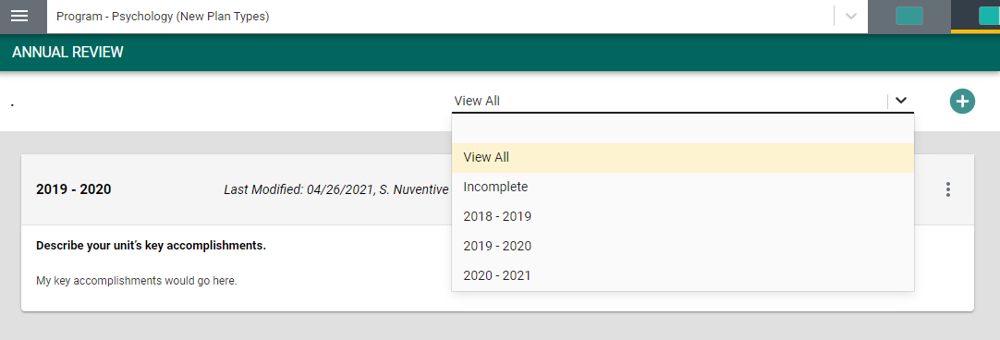 Program - Psychology (New Plan Types)
ANNUAL REVIEW
.
View All
View All
Incomplete
2018 - 2019
2019 - 2020
2020 - 2021
2019 - 2020
Last Modified: 04/26/2021, S. Nuventive
Describe your unit’s key accomplishments.
My key accomplishments would go here.